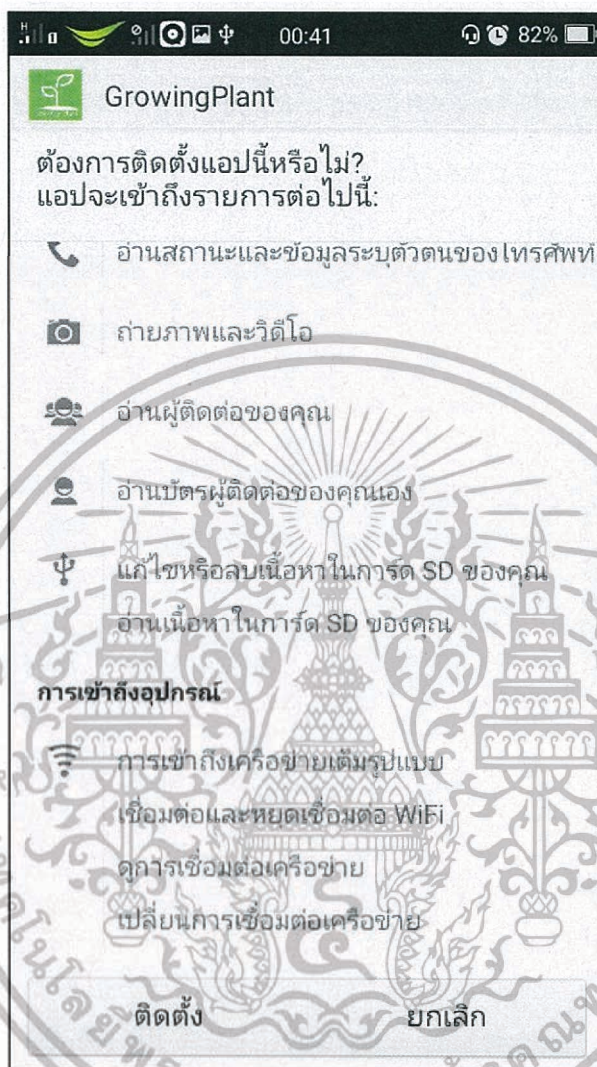 00:41
82%
GrowingPlant
ต้องการติดตั้งแอปนี้หรือไม่?
แอปจะเข้าถึงรายการต่อไปนี้:
อ่านสถานะและข้อมูลระบุตัวตนของโทรศัพท์
ถ่ายภาพและวิดีโอ
อ่านผู้ติดต่อของคุณ
อ่านบัตรผู้ติดต่อของคุณเอง
แก้ไขหรือลบเนื้อหาในการ์ด SD ของคุณ
อ่านเนื้อหาในการ์ด SD ของคุณ
การเข้าถึงอุปกรณ์
การเข้าถึงเครือข่ายเต็มรูปแบบ
เชื่อมต่อและหยุดเชื่อมต่อ WiFi
ดูการเชื่อมต่อเครือข่าย
เปลี่ยนการเชื่อมต่อเครือข่าย
ติดตั้ง
ยกเลิก